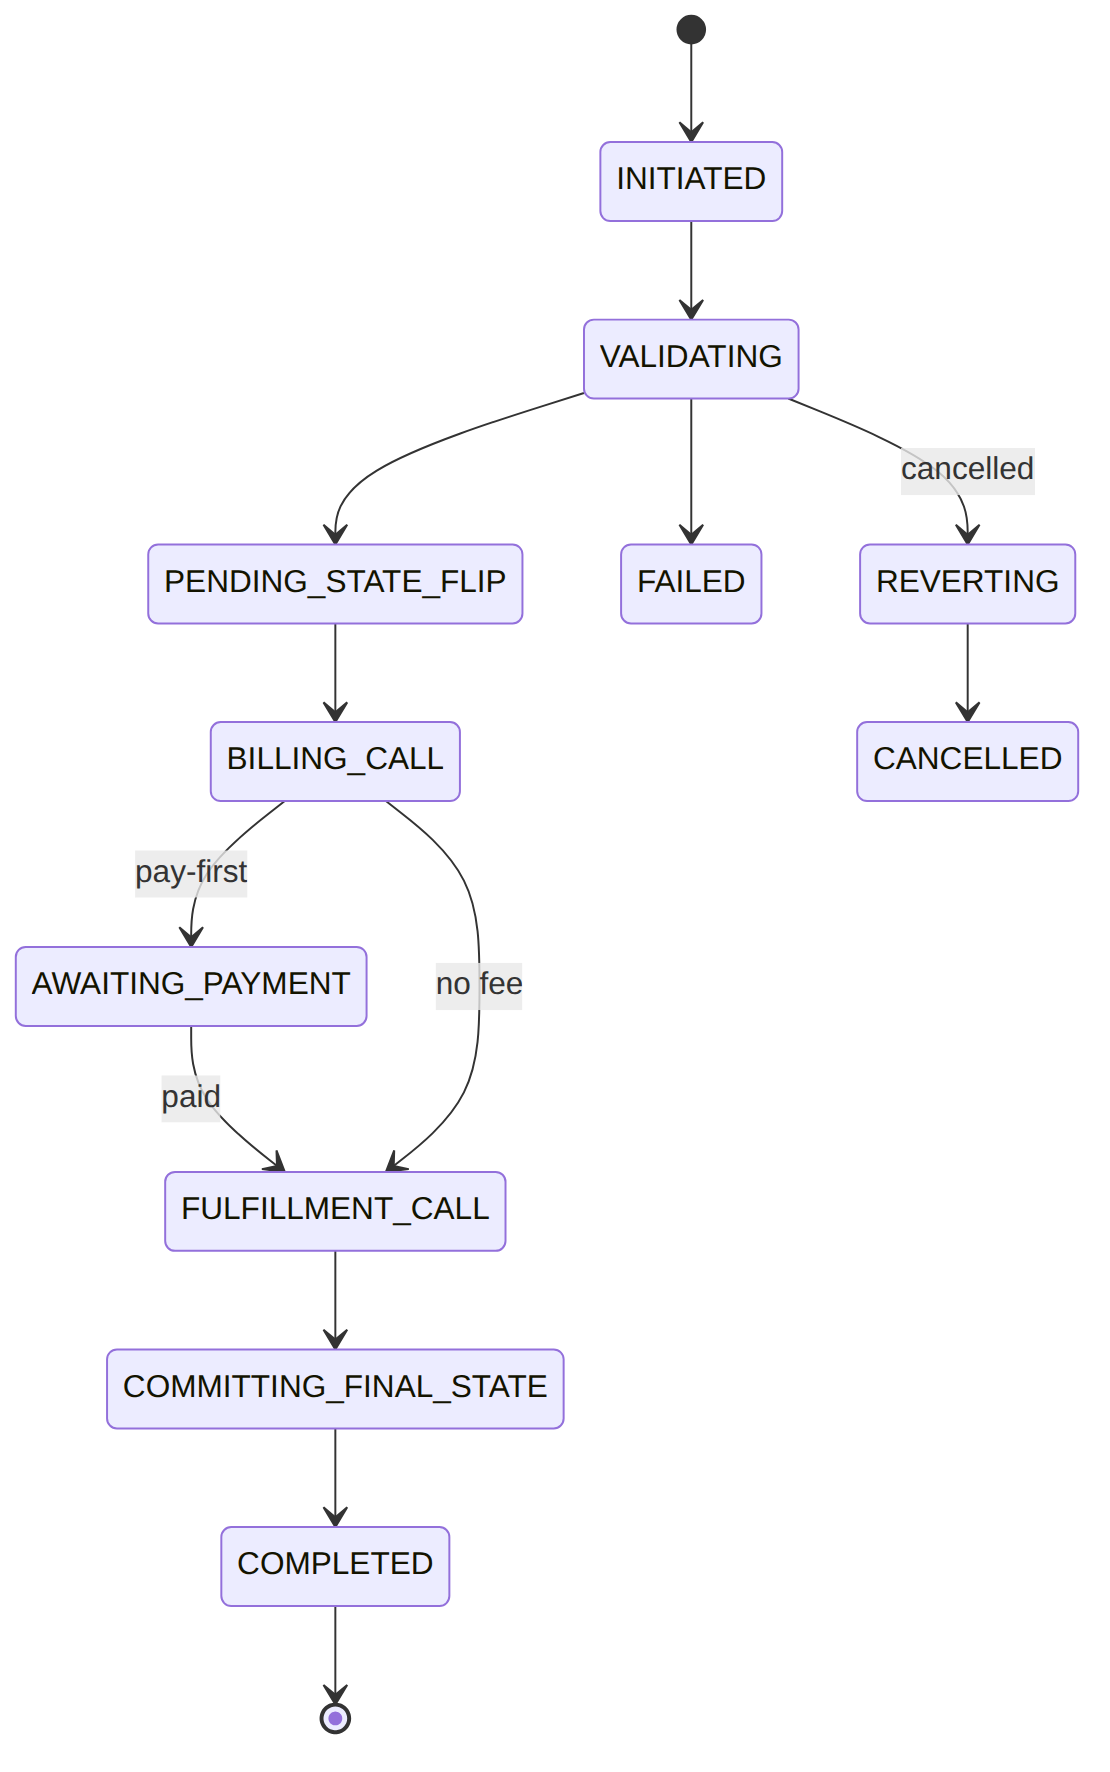 INITIATED
VALIDATING
cancelled
PENDING_STATE_FLIP
FAILED
REVERTING
BILLING_CALL
CANCELLED
pay-first
AWAITING_PAYMENT
no fee
paid
FULFILLMENT_CALL
COMMITTING_FINAL_STATE
COMPLETED